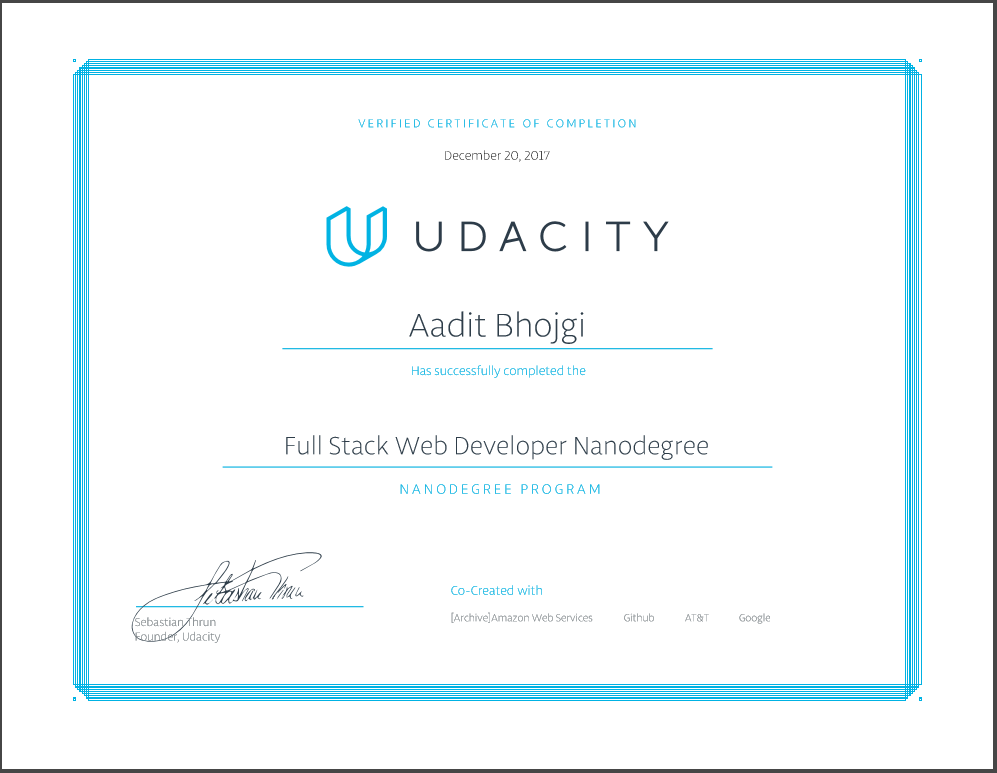 VERIFIED CERTIFICATE OF COMPLETION
December 20, 2017
UDACITY
Aadit Bhojgi
Has successfully completed the
Full Stack Web Developer Nanodegree
NANODEGREE PROGRAM
Sebastian Thrun
Sebastian Thrun
Founder, Udacity
Co-Created with
[Archive]Amazon Web Services Github AT&T Google